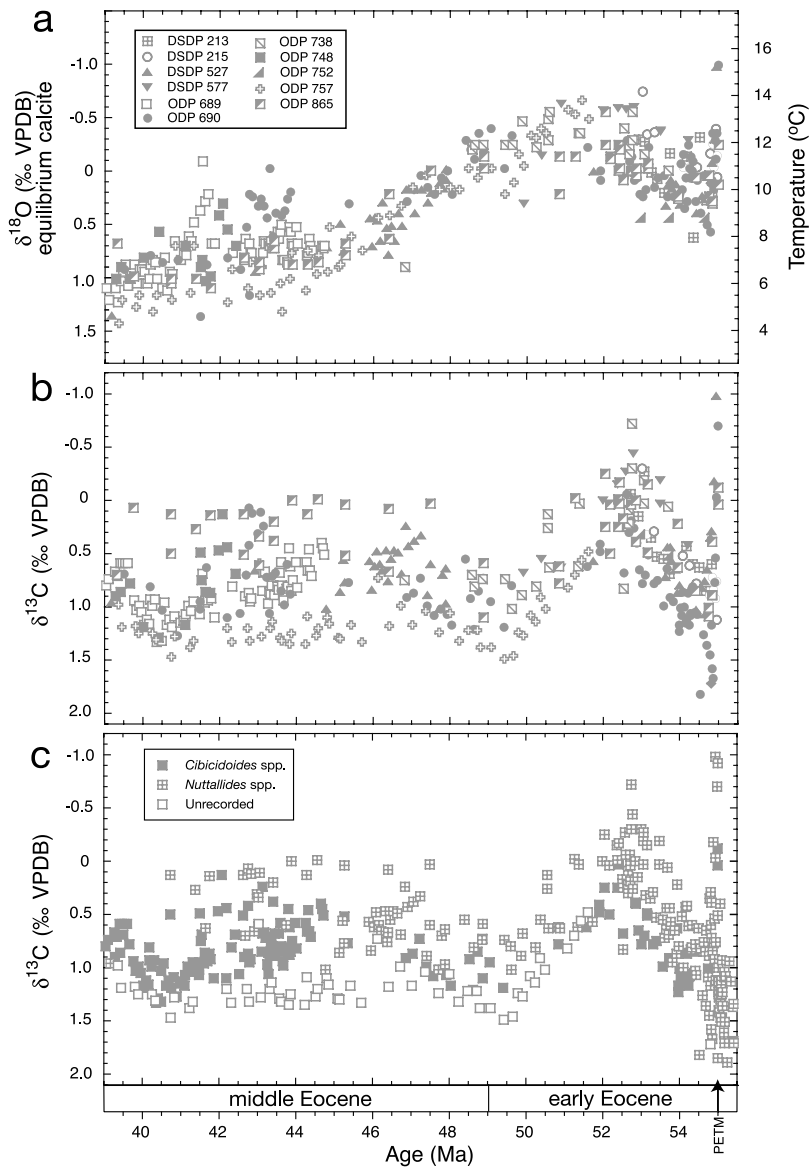 a
DSDP 213
DSDP 215
DSDP 527
DSDP 577
ODP 689
ODP 690
ODP 738
ODP 748
ODP 752
ODP 757
ODP 865
-1.0
-0.5
0
0.5
1.0
1.5
δ18O (‰ VPDB)
equilibrium calcite
16
14
12
10
8
6
4
Temperature (ºC)
b
-1.0
-0.5
0
0.5
1.0
1.5
2.0
δ13C (‰ VPDB)
c
Cibicidoides spp.
Nuttallides spp.
Unrecorded
-1.0
-0.5
0
0.5
1.0
1.5
2.0
δ13C (‰ VPDB)
middle Eocene
early Eocene
40 42 44 46 48 50 52 54
PETM
Age (Ma)